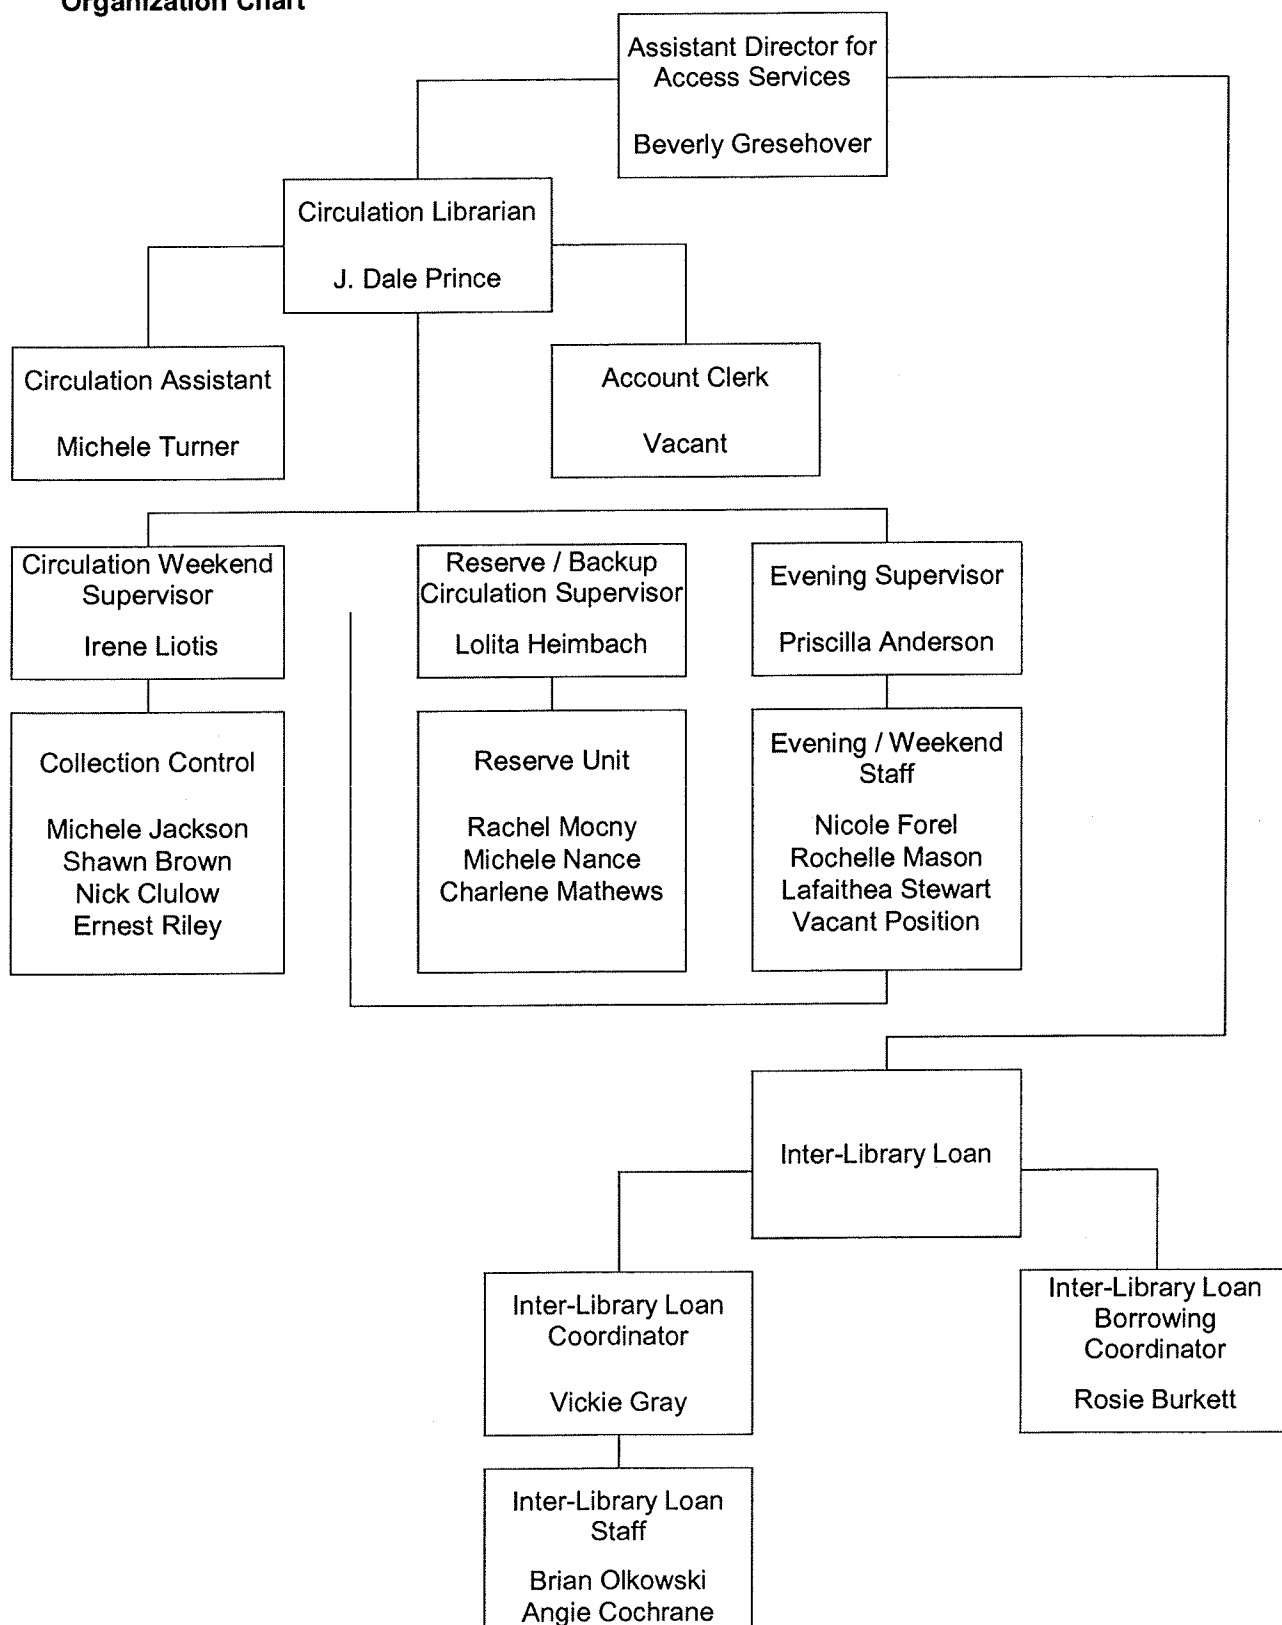 Organization Chart
Assistant Director for
Access Services
Beverly Gresehover
Circulation Librarian
J. Dale Prince
Circulation Assistant
Michele Turner
Account Clerk
Vacant
Circulation Weekend
Supervisor
Irene Liotis
Reserve / Backup
Circulation Supervisor
Lolita Heimbach
Evening Supervisor
Priscilla Anderson
Collection Control
Michele Jackson
Shawn Brown
Nick Clulow
Ernest Riley
Reserve Unit
Rachel Mocny
Michele Nance
Charlene Mathews
Evening / Weekend
Staff
Nicole Forel
Rochelle Mason
Lafaithea Stewart
Vacant Position
Inter-Library Loan
Inter-Library Loan
Coordinator
Vickie Gray
Inter-Library Loan
Borrowing
Coordinator
Rosie Burkett
Inter-Library Loan
Staff
Brian Olkowski
Angie Cochrane